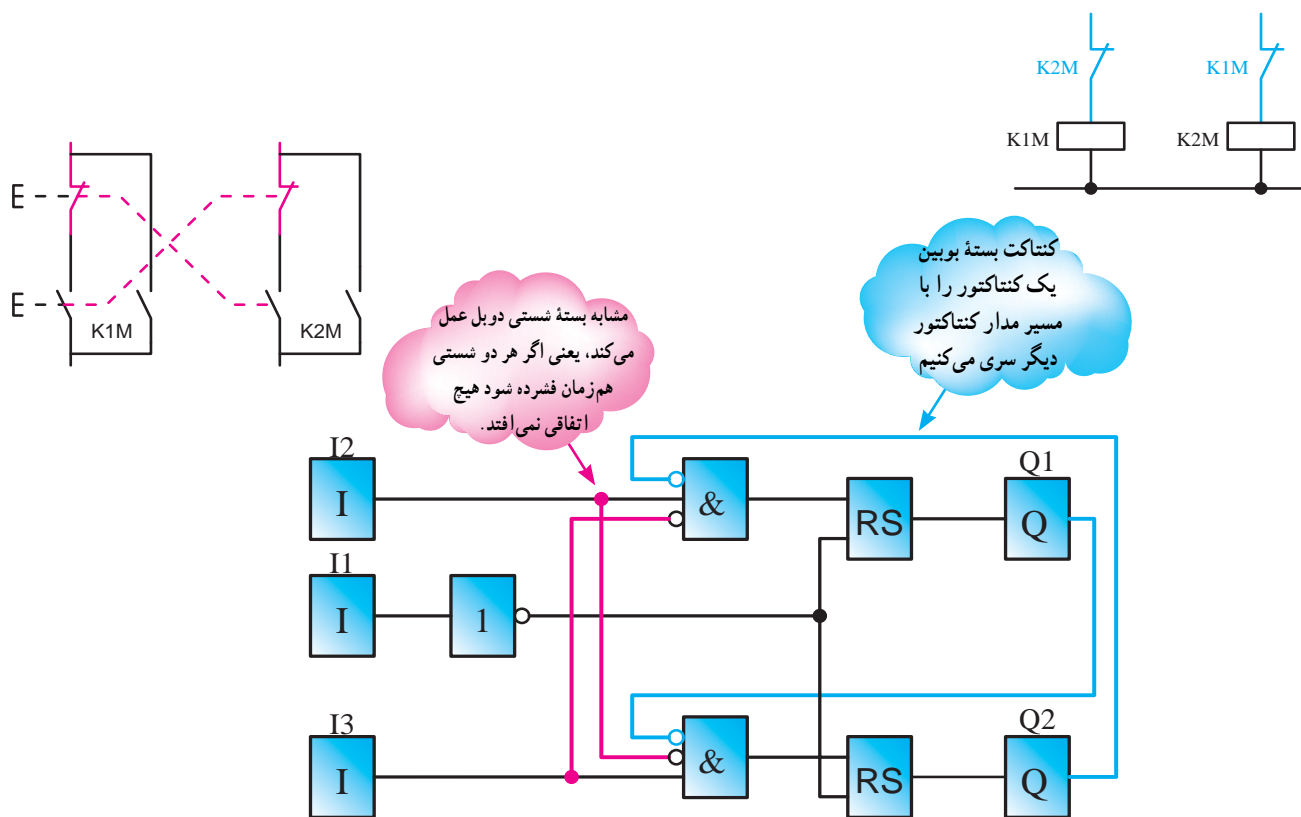 K2M
K1M
K1M
K2M
K1M
K2M
کنتاکت بستهٔ بوبین
یک کنتاکتور را با
مسیر مدار کنتاکتور
دیگر سری می‌کنیم
مشابه بستهٔ شستی دوبل عمل
می‌کند، یعنی اگر هر دو شستی
هم‌زمان فشرده شود هیچ
اتفاقی نمی‌افتد.
I2
I
&
RS
Q1
Q
I1
I
1
I3
I
&
RS
Q2
Q